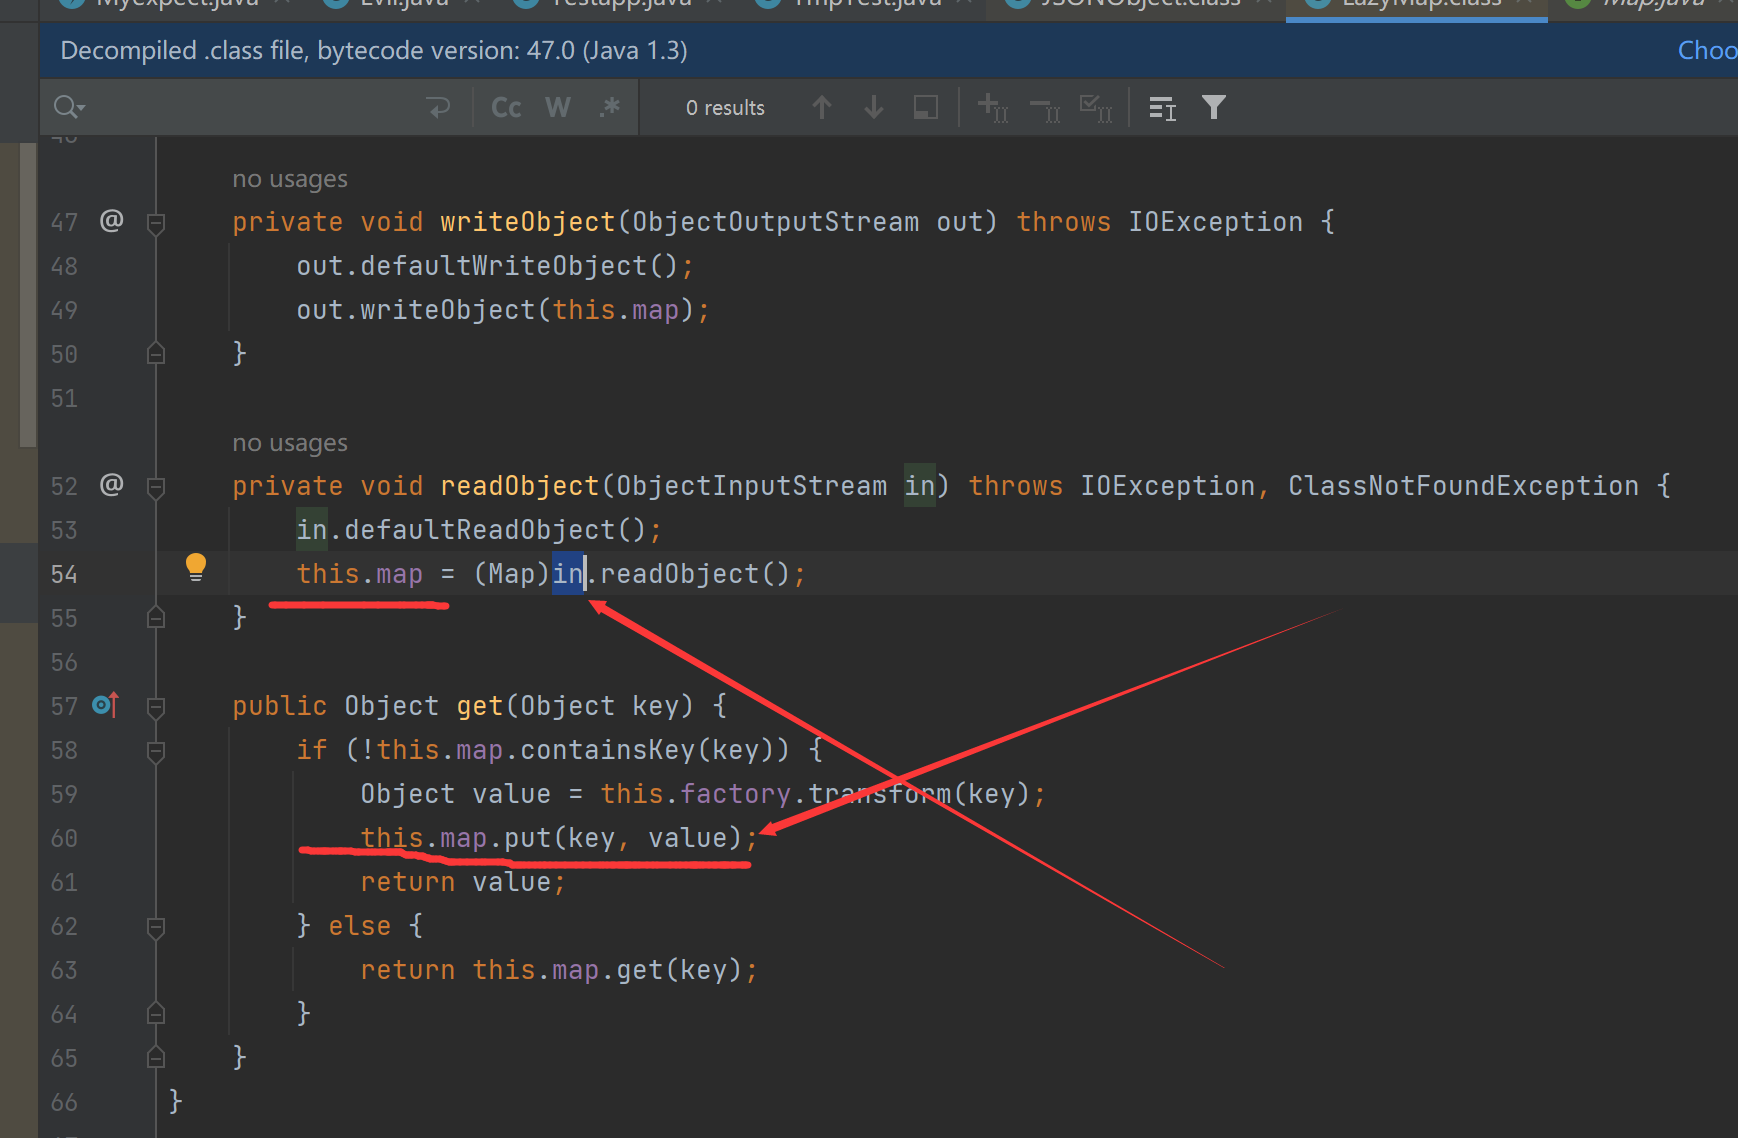 Myexpect.java Evil.java Testapp.java TmpTest.java JSONObject.class LazyMap.class Map.java
Decompiled .class file, bytecode version: 47.0 (Java 1.3) Choo
Cc W .* 0 results
46
no usages
47 @ private void writeObject(ObjectOutputStream out) throws IOException {
48 out.defaultWriteObject();
49 out.writeObject(this.map);
50 }
51
no usages
52 @ private void readObject(ObjectInputStream in) throws IOException, ClassNotFoundException {
53 in.defaultReadObject();
54 this.map = (Map)in.readObject();
55 }
56
57 public Object get(Object key) {
58 if (!this.map.containsKey(key)) {
59 Object value = this.factory.transform(key);
60 this.map.put(key, value);
61 return value;
62 } else {
63 return this.map.get(key);
64 }
65 }
66 }